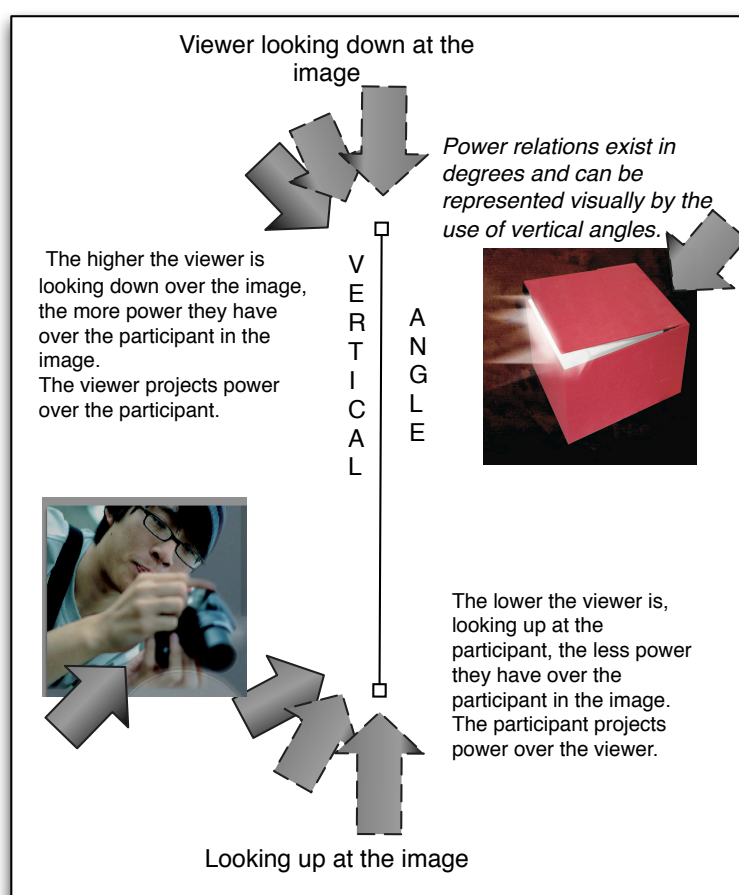 Viewer looking down at the
image
Power relations exist in
degrees and can be
represented visually by the
use of vertical angles.
The higher the viewer is
looking down over the image,
the more power they have
over the participant in the
image.
The viewer projects power
over the participant.
VERTICAL
ANGLE
The lower the viewer is,
looking up at the
participant, the less power
they have over the
participant in the image.
The participant projects
power over the viewer.
Looking up at the image